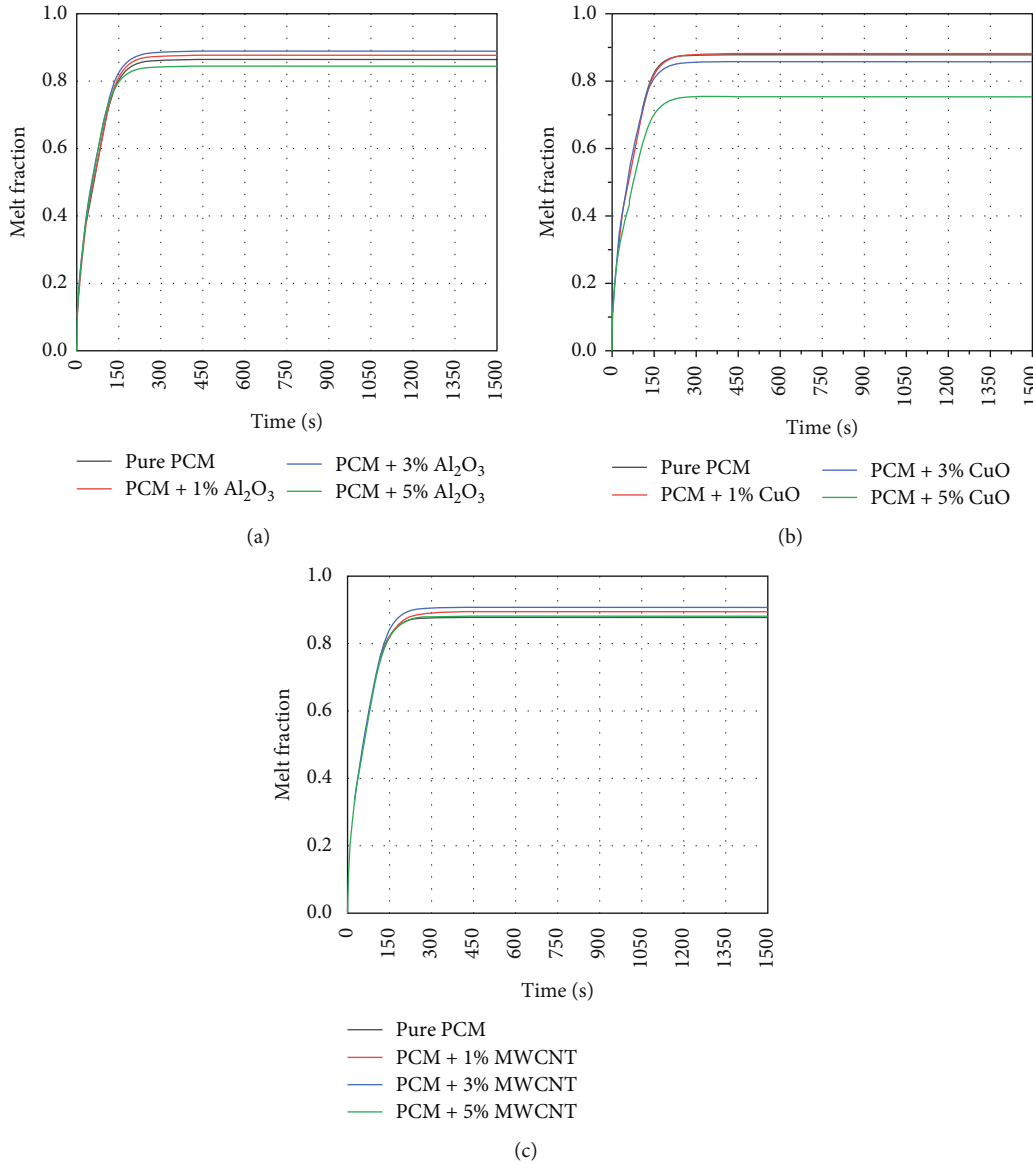 1.0
0.8
0.6
0.4
0.2
0.0
Melt fraction
0
150
300
450
600
750
900
1050
1200
1350
1500
Time (s)
Pure PCM
PCM + 1% Al₂O₃
PCM + 3% Al₂O₃
PCM + 5% Al₂O₃
(a)
1.0
0.8
0.6
0.4
0.2
0.0
Melt fraction
0
150
300
450
600
750
900
1050
1200
1350
1500
Time (s)
Pure PCM
PCM + 1% CuO
PCM + 3% CuO
PCM + 5% CuO
(b)
1.0
0.8
0.6
0.4
0.2
0.0
Melt fraction
0
150
300
450
600
750
900
1050
1200
1350
1500
Time (s)
Pure PCM
PCM + 1% MWCNT
PCM + 3% MWCNT
PCM + 5% MWCNT
(c)